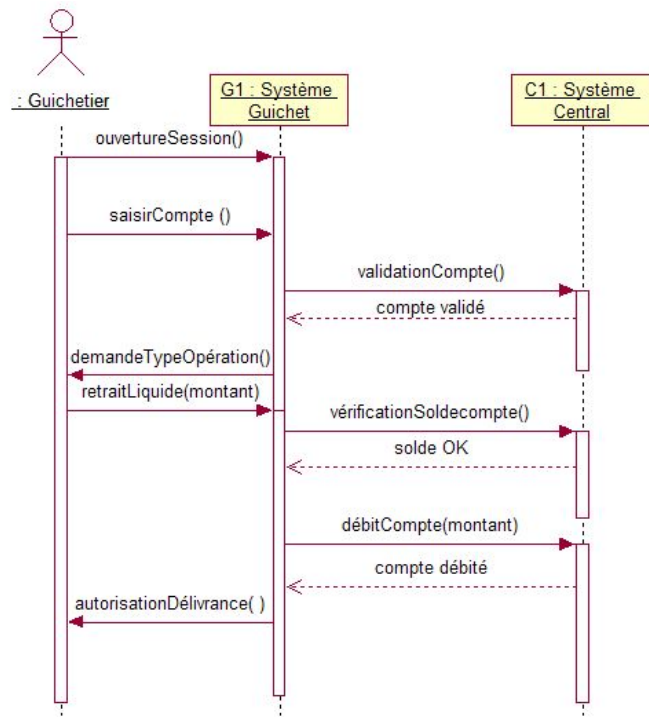 : Guichetier
G1 : Système
Guichet
C1 : Système
Central
ouvertureSession()
saisirCompte ()
validationCompte()
compte validé
demandeTypeOpération()
retraitLiquide(montant)
vérificationSoldecompte()
solde OK
débitCompte(montant)
compte débité
autorisationDélivrance( )